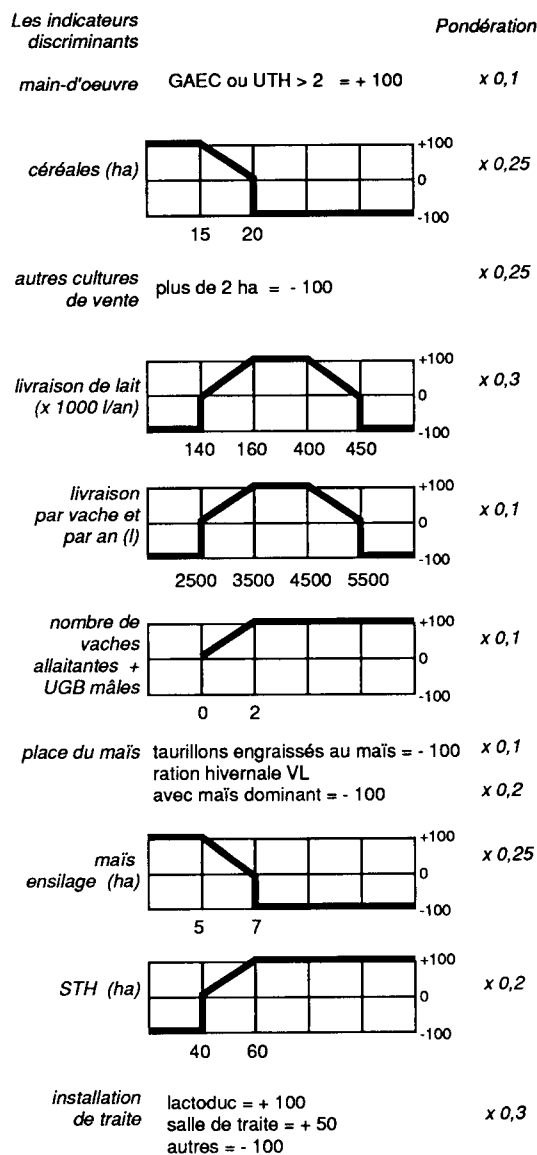 Les indicateurs
discriminants
Pondération
main-d'oeuvre GAEC ou UTH > 2 = + 100 x 0,1
céréales (ha)
+100
0
-100
15 20
x 0,25
autres cultures
de vente
plus de 2 ha = - 100
x 0,25
livraison de lait
(x 1000 l/an)
+100
0
-100
140 160 400 450
x 0,3
livraison
par vache et
par an (l)
+100
0
-100
2500 3500 4500 5500
x 0,1
nombre de
vaches
allaitantes +
UGB mâles
+100
0
-100
0 2
x 0,1
place du maïs
taurillons engraissés au maïs = - 100
x 0,1
ration hivernale VL
avec maïs dominant = - 100
x 0,2
maïs
ensilage (ha)
+100
0
-100
5 7
x 0,25
STH (ha)
+100
0
-100
40 60
x 0,2
installation
de traite
lactoduc = + 100
salle de traite = + 50
autres = - 100
x 0,3